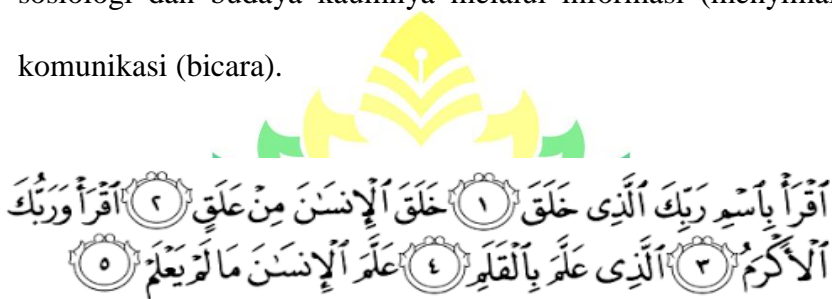 sosiologi dan budaya kaumnya melalui informasi (menyimak
komunikasi (bicara).
ٱقْرَأْ بِٱسْمِ رَبِّكَ ٱلَّذِى خَلَقَ ١ خَلَقَ ٱلْإِنسَـٰنَ مِنْ عَلَقٍ ٢ ٱقْرَأْ وَرَبُّكَ
ٱلْأَكْرَمُ ٣ ٱلَّذِى عَلَّمَ بِٱلْقَلَمِ ٤ عَلَّمَ ٱلْإِنسَـٰنَ مَا لَمْ يَعْلَمْ ٥